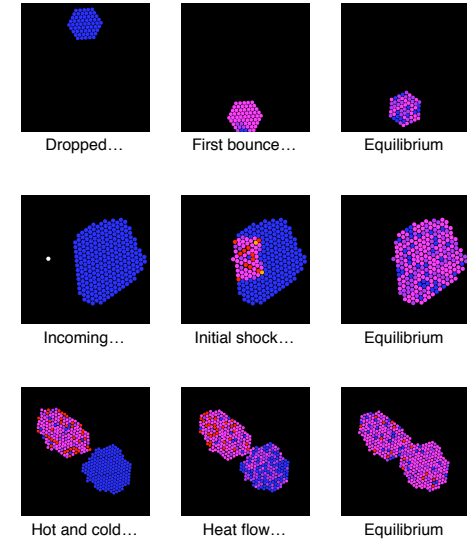 Dropped…
First bounce…
Equilibrium
Incoming…
Initial shock…
Equilibrium
Hot and cold…
Heat flow…
Equilibrium